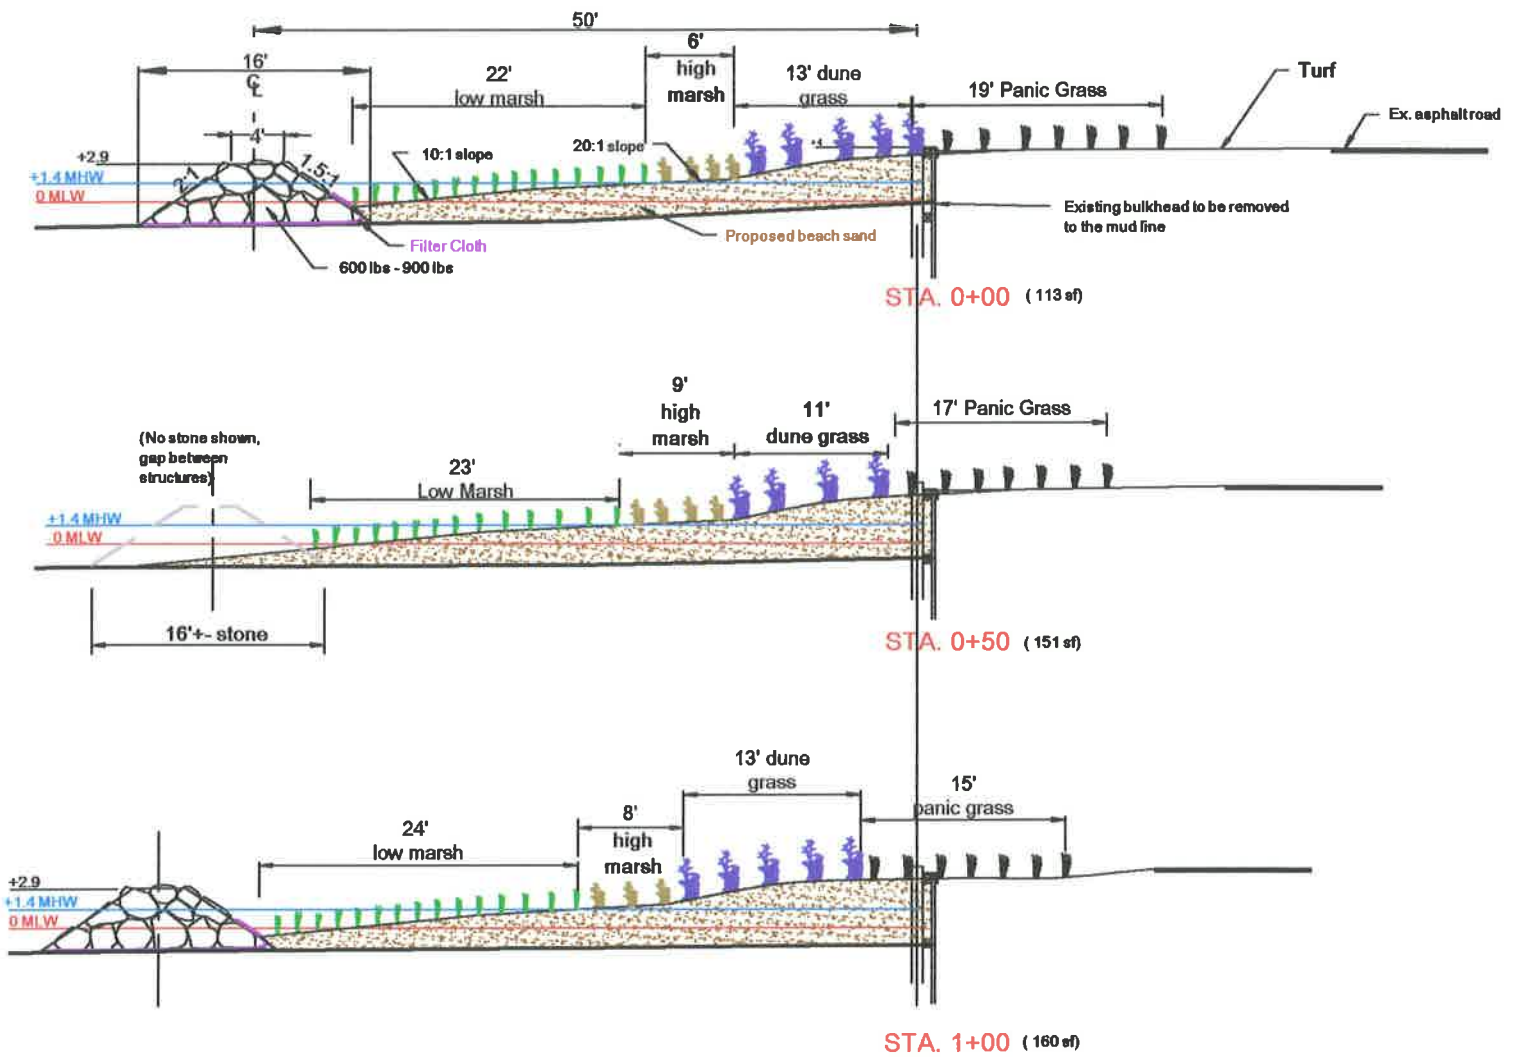 50'
16'
CL
4'
22'
low marsh
6'
high
marsh
13' dune
grass
19' Panic Grass
Turf
Ex. asphalt road
+2.9
+1.4 MHW
0 MLW
2:1
1.5:1
10:1 slope
20:1 slope
Existing bulkhead to be removed
to the mud line
Filter Cloth
Proposed beach sand
600 lbs - 900 lbs
STA. 0+00 ( 113 sf)
(No stone shown,
gap between
structures)
23'
Low Marsh
9'
high
marsh
11'
dune grass
17' Panic Grass
+1.4 MHW
0 MLW
16'+- stone
STA. 0+50 ( 151 sf)
24'
low marsh
8'
high
marsh
13' dune
grass
15'
panic grass
+2.9
+1.4 MHW
0 MLW
STA. 1+00 ( 160 sf)